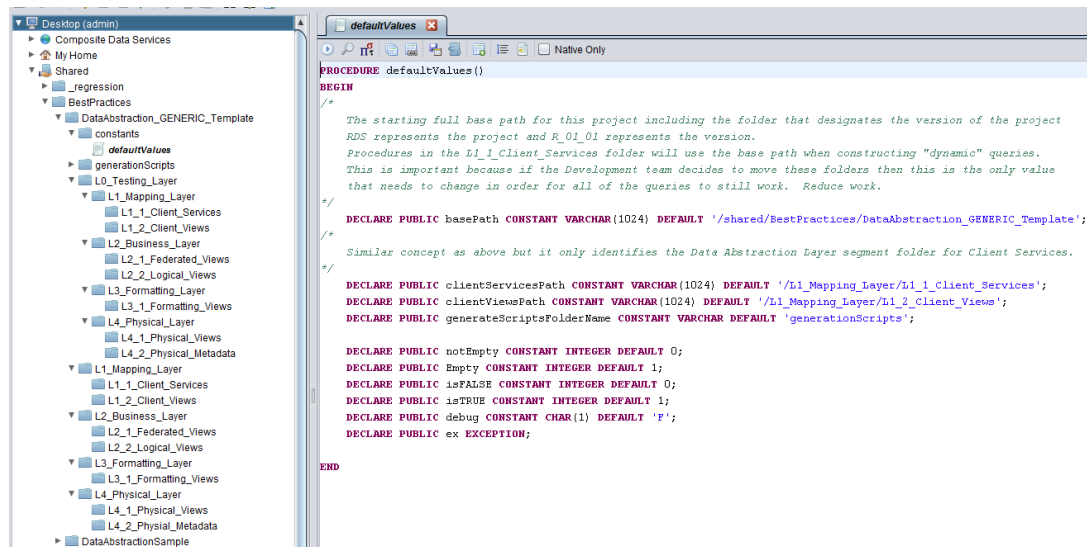 Desktop (admin)
Composite Data Services
My Home
Shared
_regression
BestPractices
DataAbstraction_GENERIC_Template
constants
defaultValues
generationScripts
L0_Testing_Layer
L1_Mapping_Layer
L1_1_Client_Services
L1_2_Client_Views
L2_Business_Layer
L2_1_Federated_Views
L2_2_Logical_Views
L3_Formatting_Layer
L3_1_Formatting_Views
L4_Physical_Layer
L4_1_Physical_Views
L4_2_Physical_Metadata
L1_Mapping_Layer
L1_1_Client_Services
L1_2_Client_Views
L2_Business_Layer
L2_1_Federated_Views
L2_2_Logical_Views
L3_Formatting_Layer
L3_1_Formatting_Views
L4_Physical_Layer
L4_1_Physical_Views
L4_2_Physial_Metadata
DataAbstractionSample
defaultValues
Native Only
PROCEDURE defaultValues()
BEGIN
/*
The starting full base path for this project including the folder that designates the version of the project
RDS represents the project and R_01_01 represents the version.
Procedures in the L1_1_Client_Services folder will use the base path when constructing "dynamic" queries.
This is important because if the Development team decides to move these folders then this is the only value
that needs to change in order for all of the queries to still work. Reduce work.
*/
DECLARE PUBLIC basePath CONSTANT VARCHAR(1024) DEFAULT '/shared/BestPractices/DataAbstraction_GENERIC_Template';
/*
Similar concept as above but it only identifies the Data Abstraction Layer segment folder for Client Services.
*/
DECLARE PUBLIC clientServicesPath CONSTANT VARCHAR(1024) DEFAULT '/L1_Mapping_Layer/L1_1_Client_Services';
DECLARE PUBLIC clientViewsPath CONSTANT VARCHAR(1024) DEFAULT '/L1_Mapping_Layer/L1_2_Client_Views';
DECLARE PUBLIC generateScriptsFolderName CONSTANT VARCHAR DEFAULT 'generationScripts';
DECLARE PUBLIC notEmpty CONSTANT INTEGER DEFAULT 0;
DECLARE PUBLIC Empty CONSTANT INTEGER DEFAULT 1;
DECLARE PUBLIC isFALSE CONSTANT INTEGER DEFAULT 0;
DECLARE PUBLIC isTRUE CONSTANT INTEGER DEFAULT 1;
DECLARE PUBLIC debug CONSTANT CHAR(1) DEFAULT 'F';
DECLARE PUBLIC ex EXCEPTION;
END